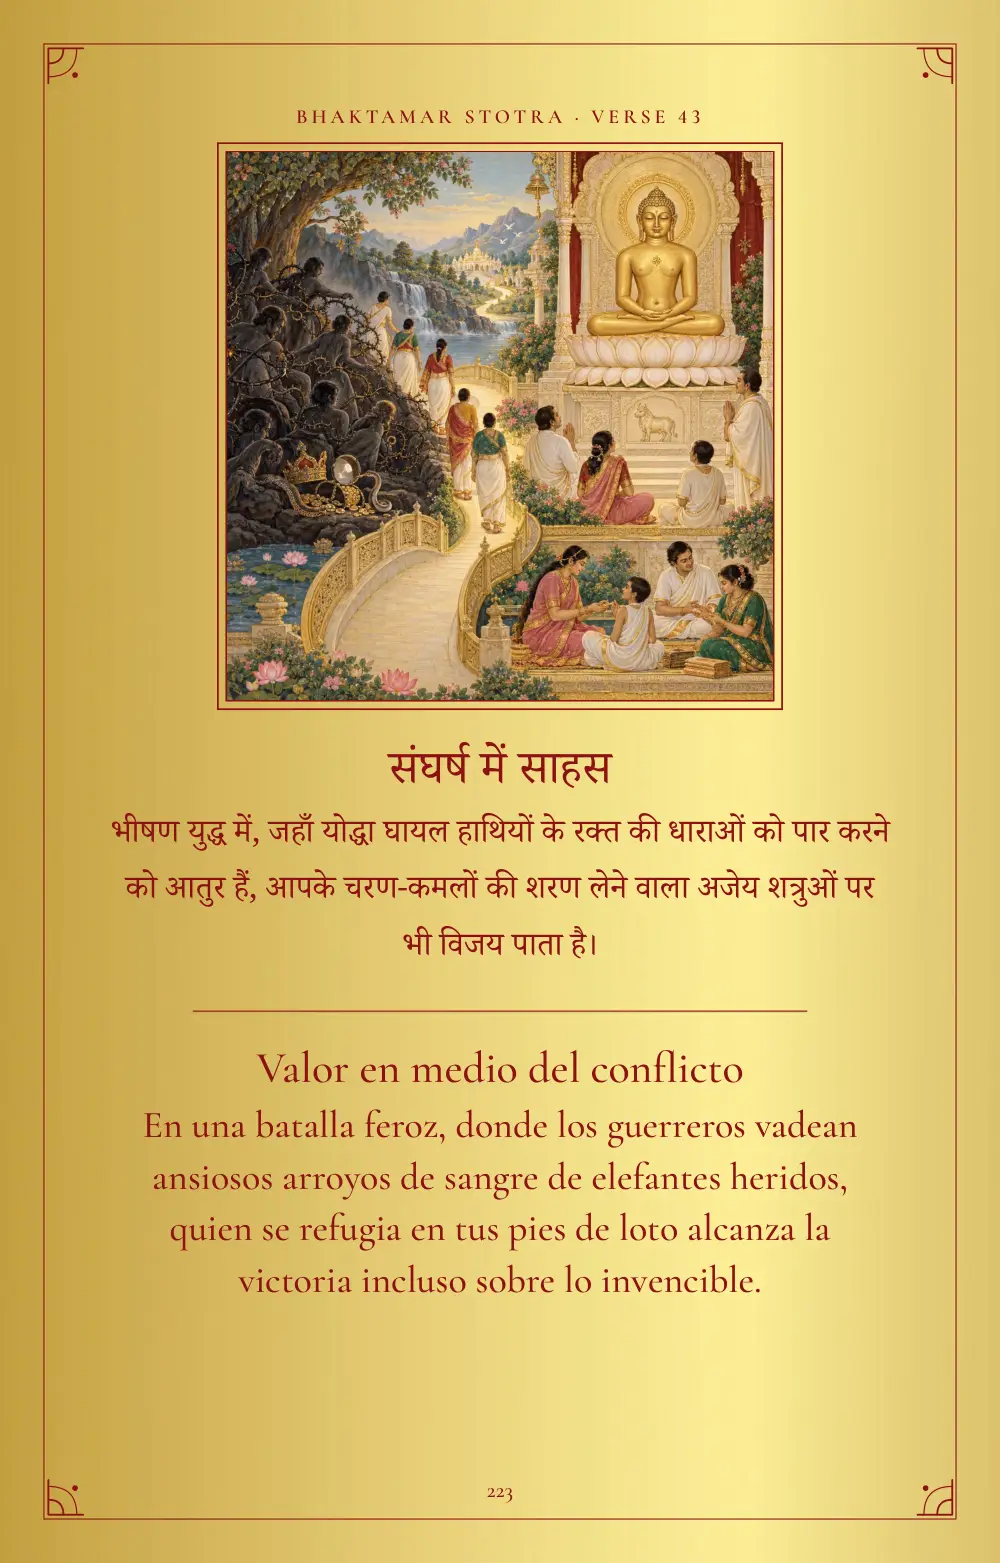 BHAKTAMAR STOTRA · VERSE 43
संघर्ष में साहस
भीषण युद्ध में, जहाँ योद्धा घायल हाथियों के रक्त की धाराओं को पार करने
को आतुर हैं, आपके चरण-कमलों की शरण लेने वाला अजेय शत्रुओं पर
भी विजय पाता है।
Valor en medio del conflicto
En una batalla feroz, donde los guerreros vadean
ansiosos arroyos de sangre de elefantes heridos,
quien se refugia en tus pies de loto alcanza la
victoria incluso sobre lo invencible.
223